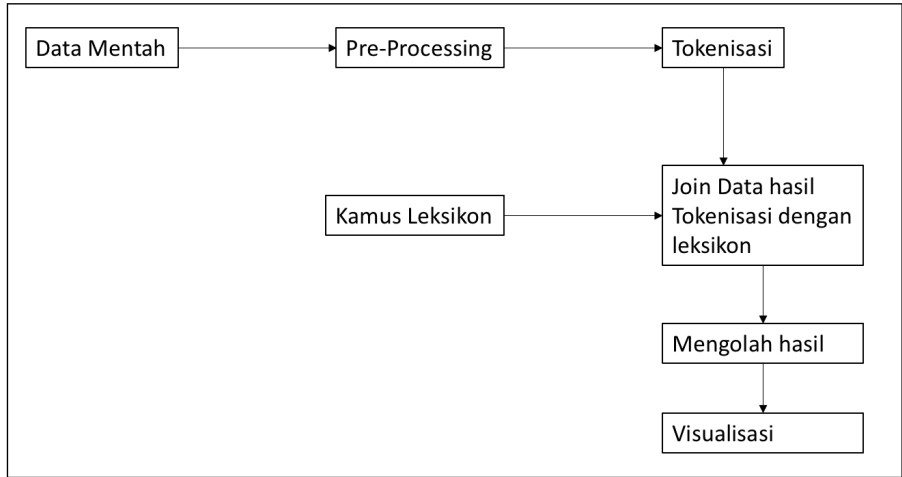 Data Mentah
Pre-Processing
Tokenisasi
Kamus Leksikon
Join Data hasil
Tokenisasi dengan
leksikon
Mengolah hasil
Visualisasi